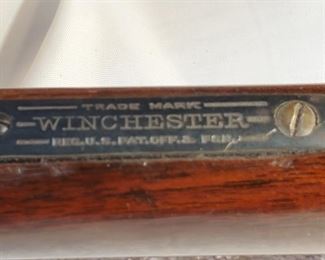 TRADE MARK
-WINCHESTER-
REG. U.S. PAT. OFF. & FGN.